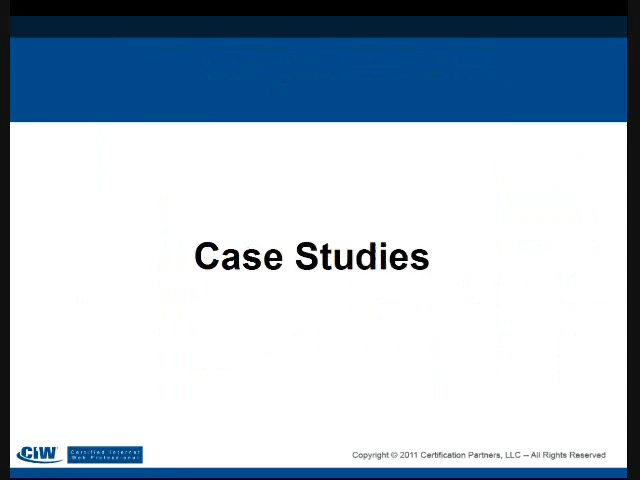 Case Studies
CIW
Certified Internet
Web Professional
Copyright © 2011 Certification Partners, LLC – All Rights Reserved